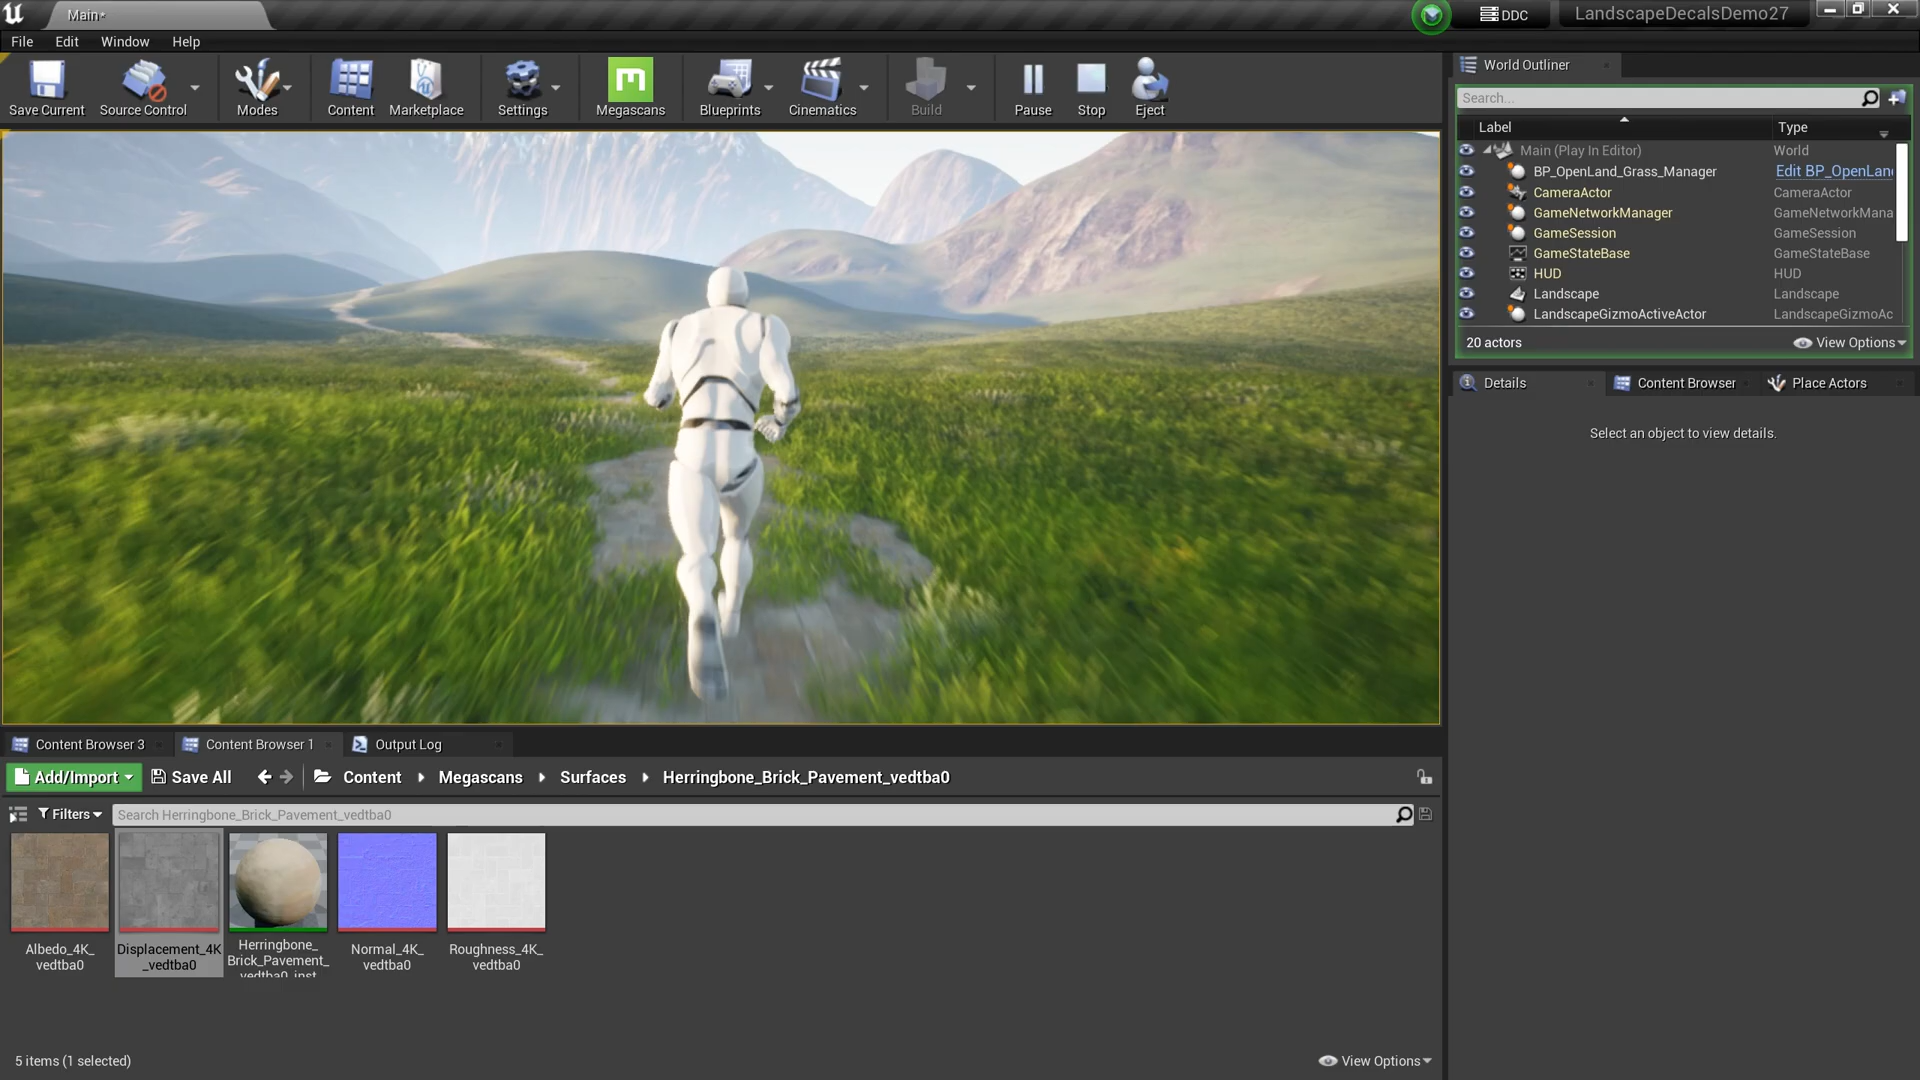 Main*
DDC
LandscapeDecalsDemo27
File Edit Window Help
World Outliner
Save Current Source Control Modes Content Marketplace Settings Megascans Blueprints Cinematics Build Pause Stop Eject
Search...
Label Type
Main (Play In Editor) World
BP_OpenLand_Grass_Manager Edit BP_OpenLan
CameraActor CameraActor
GameNetworkManager GameNetworkMana
GameSession GameSession
GameStateBase GameStateBase
HUD HUD
Landscape Landscape
LandscapeGizmoActiveActor LandscapeGizmoAc
20 actors View Options
Details Content Browser Place Actors
Select an object to view details.
Content Browser 3 Content Browser 1 Output Log
Add/Import Save All Content Megascans Surfaces Herringbone_Brick_Pavement_vedtba0
Filters Search Herringbone_Brick_Pavement_vedtba0
Albedo_4K_
vedtba0
Displacement_4K
_vedtba0
Herringbone_
Brick_Pavement_
vedtba0_inst
Normal_4K_
vedtba0
Roughness_4K_
vedtba0
5 items (1 selected) View Options